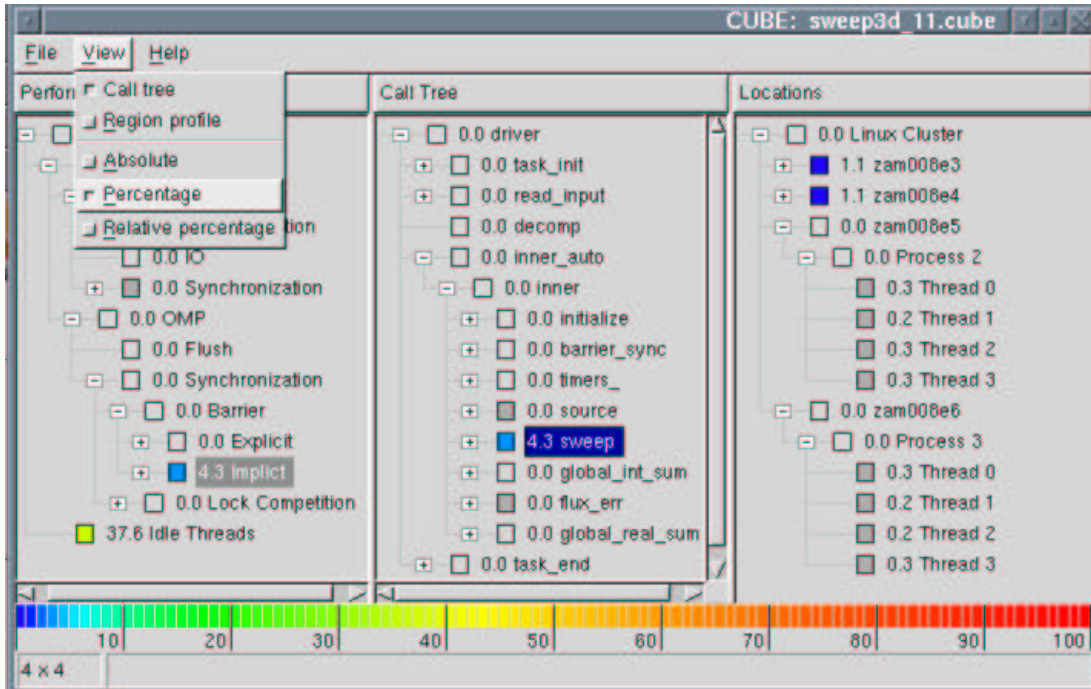 CUBE: sweep3d_11.cube
File View Help
Call tree
Region profile
Absolute
Percentage
Relative percentage
Perfor
tion
0.0 IO
0.0 Synchronization
0.0 OMP
0.0 Flush
0.0 Synchronization
0.0 Barrier
0.0 Explicit
4.3 Implict
0.0 Lock Competition
37.6 Idle Threads
Call Tree
0.0 driver
0.0 task_init
0.0 read_input
0.0 decomp
0.0 inner_auto
0.0 inner
0.0 initialize
0.0 barrier_sync
0.0 timers_
0.0 source
4.3 sweep
0.0 global_int_sum
0.0 flux_err
0.0 global_real_sum
0.0 task_end
Locations
0.0 Linux Cluster
1.1 zam008e3
1.1 zam008e4
0.0 zam008e5
0.0 Process 2
0.3 Thread 0
0.2 Thread 1
0.3 Thread 2
0.3 Thread 3
0.0 zam008e6
0.0 Process 3
0.3 Thread 0
0.2 Thread 1
0.2 Thread 2
0.3 Thread 3
10 20 30 40 50 60 70 80 90 100
4 x 4